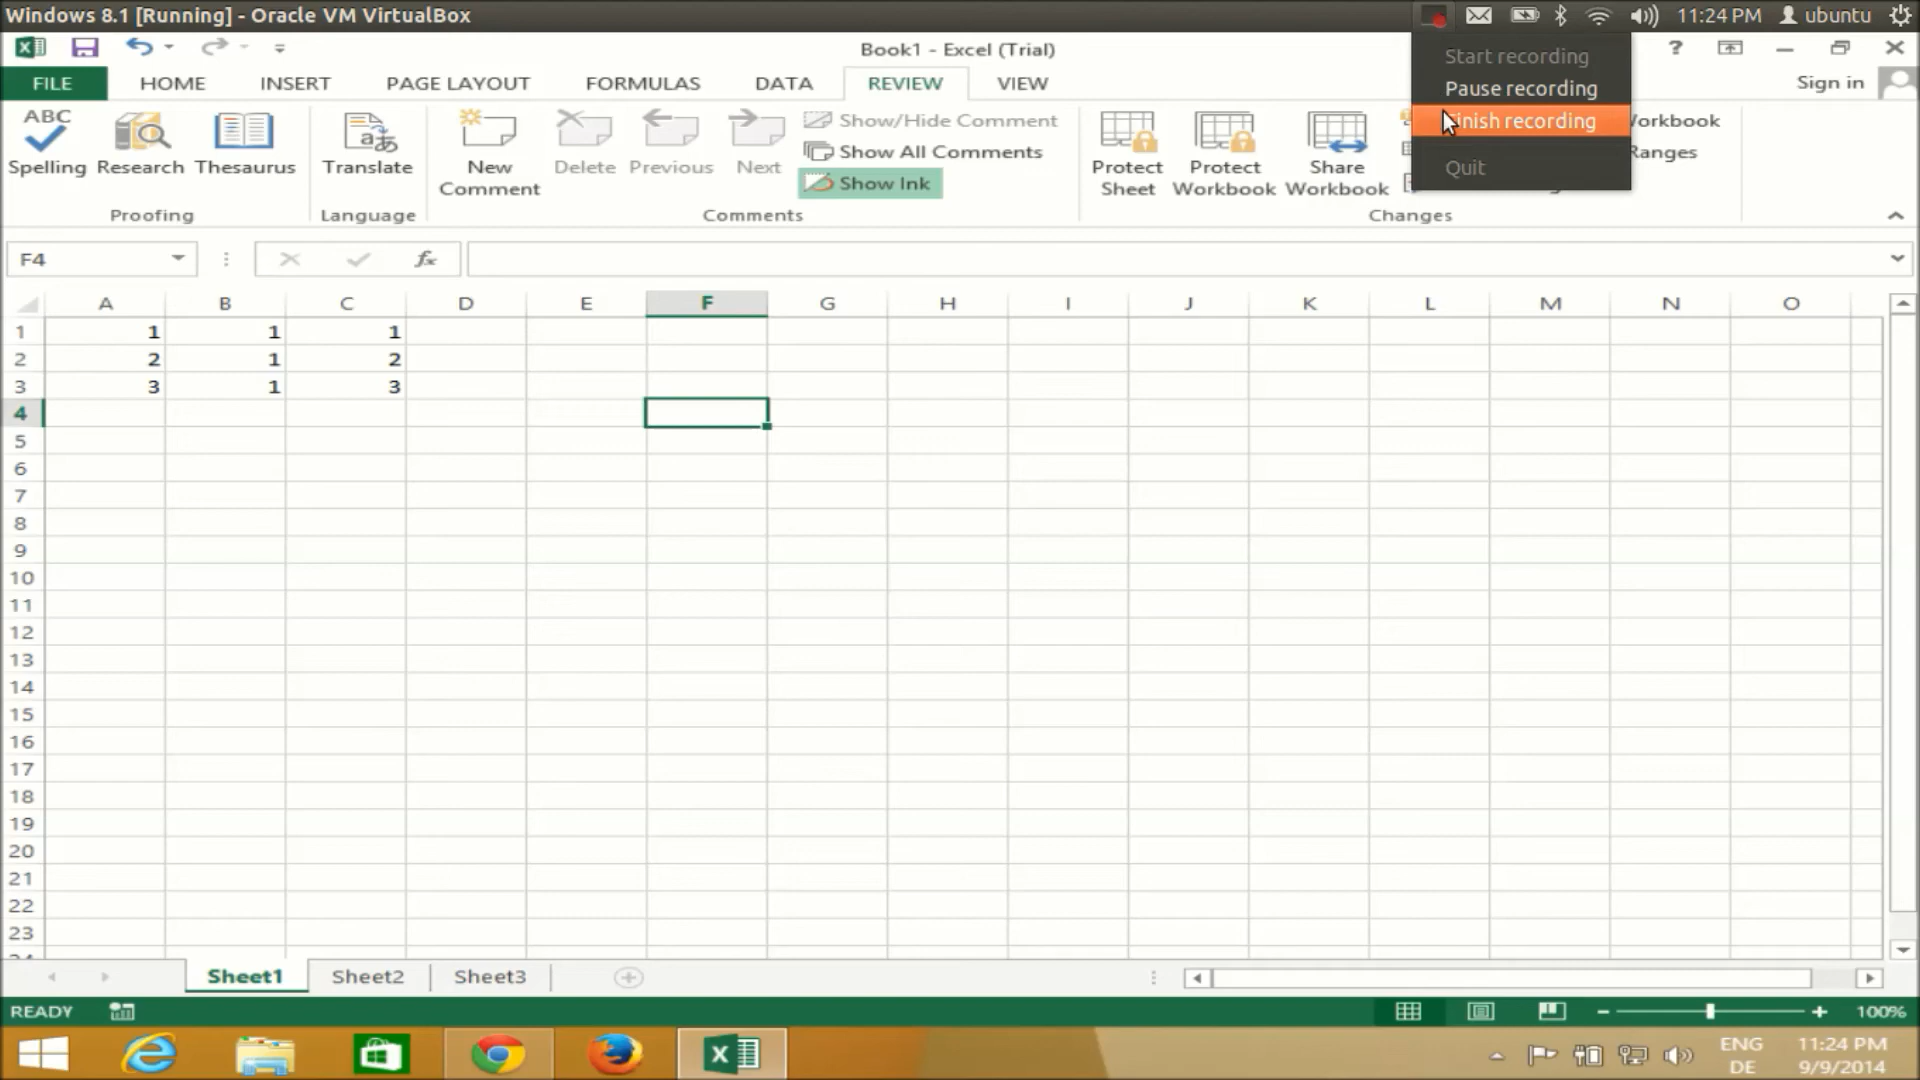 Windows 8.1 [Running] - Oracle VM VirtualBox
11:24 PM ubuntu
Book1 - Excel (Trial)
?
FILE HOME INSERT PAGE LAYOUT FORMULAS DATA REVIEW VIEW
Sign in
Start recording
Pause recording
inish recording
Quit
ABC
Spelling
Research
Thesaurus
Translate
New
Comment
Delete
Previous
Next
Show/Hide Comment
Show All Comments
Show Ink
Protect
Sheet
Protect
Workbook
Share
Workbook
Workbook
Ranges
Proofing
Language
Comments
Changes
F4
fx
A B C D E F G H I J K L M N O
1 1 1 1
2 2 1 2
3 3 1 3
4
5
6
7
8
9
10
11
12
13
14
15
16
17
18
19
20
21
22
23
Sheet1 Sheet2 Sheet3
READY
100%
ENG
DE
11:24 PM
9/9/2014